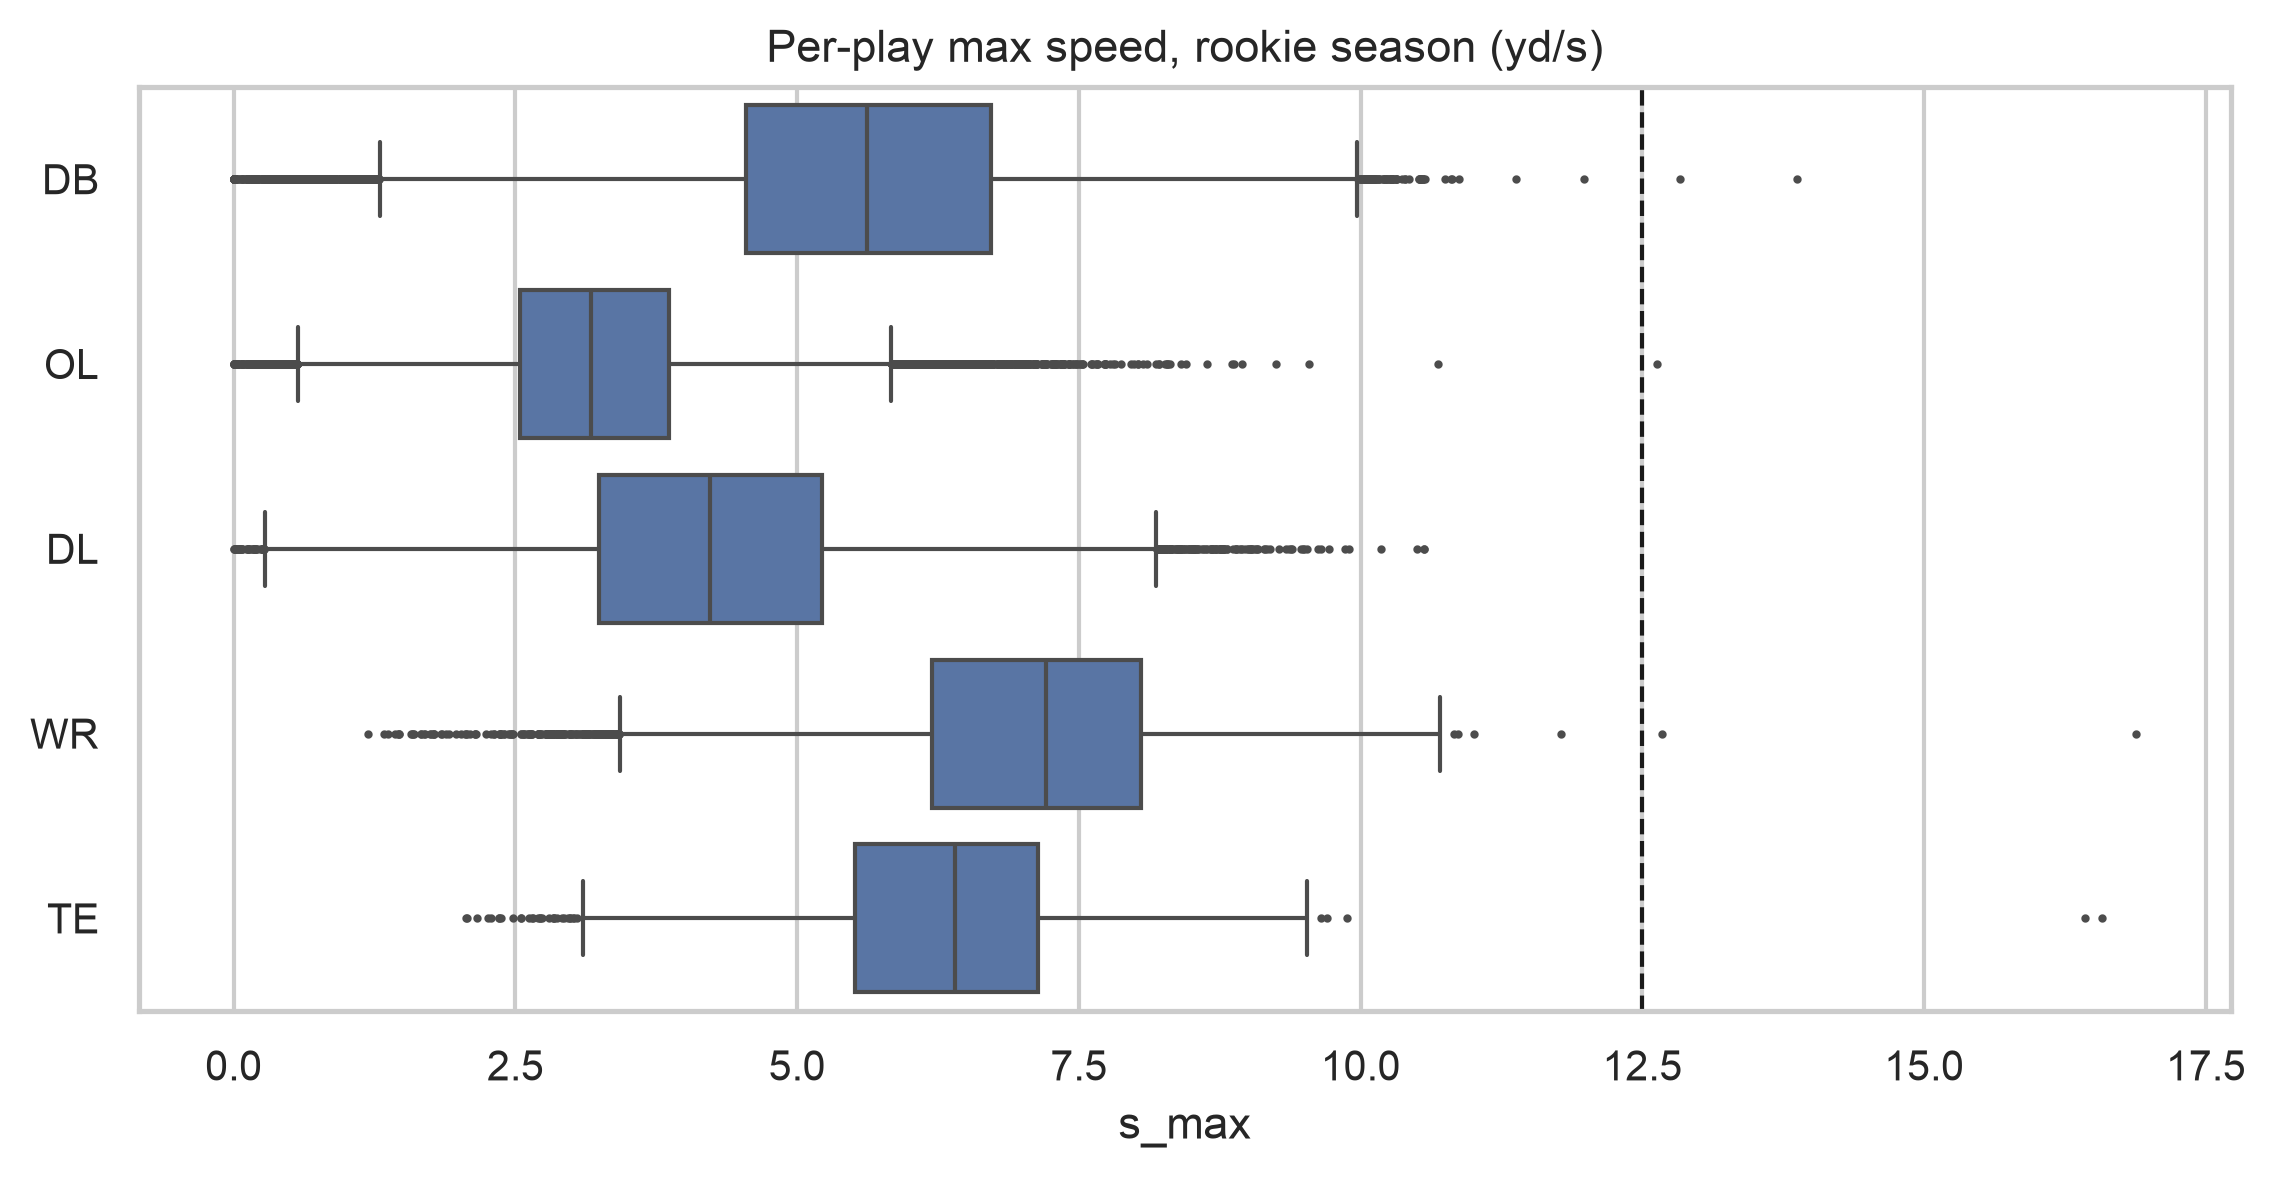 Per-play max speed, rookie season (yd/s)
DB
OL
DL
WR
TE
0.0 2.5 5.0 7.5 10.0 12.5 15.0 17.5
s_max